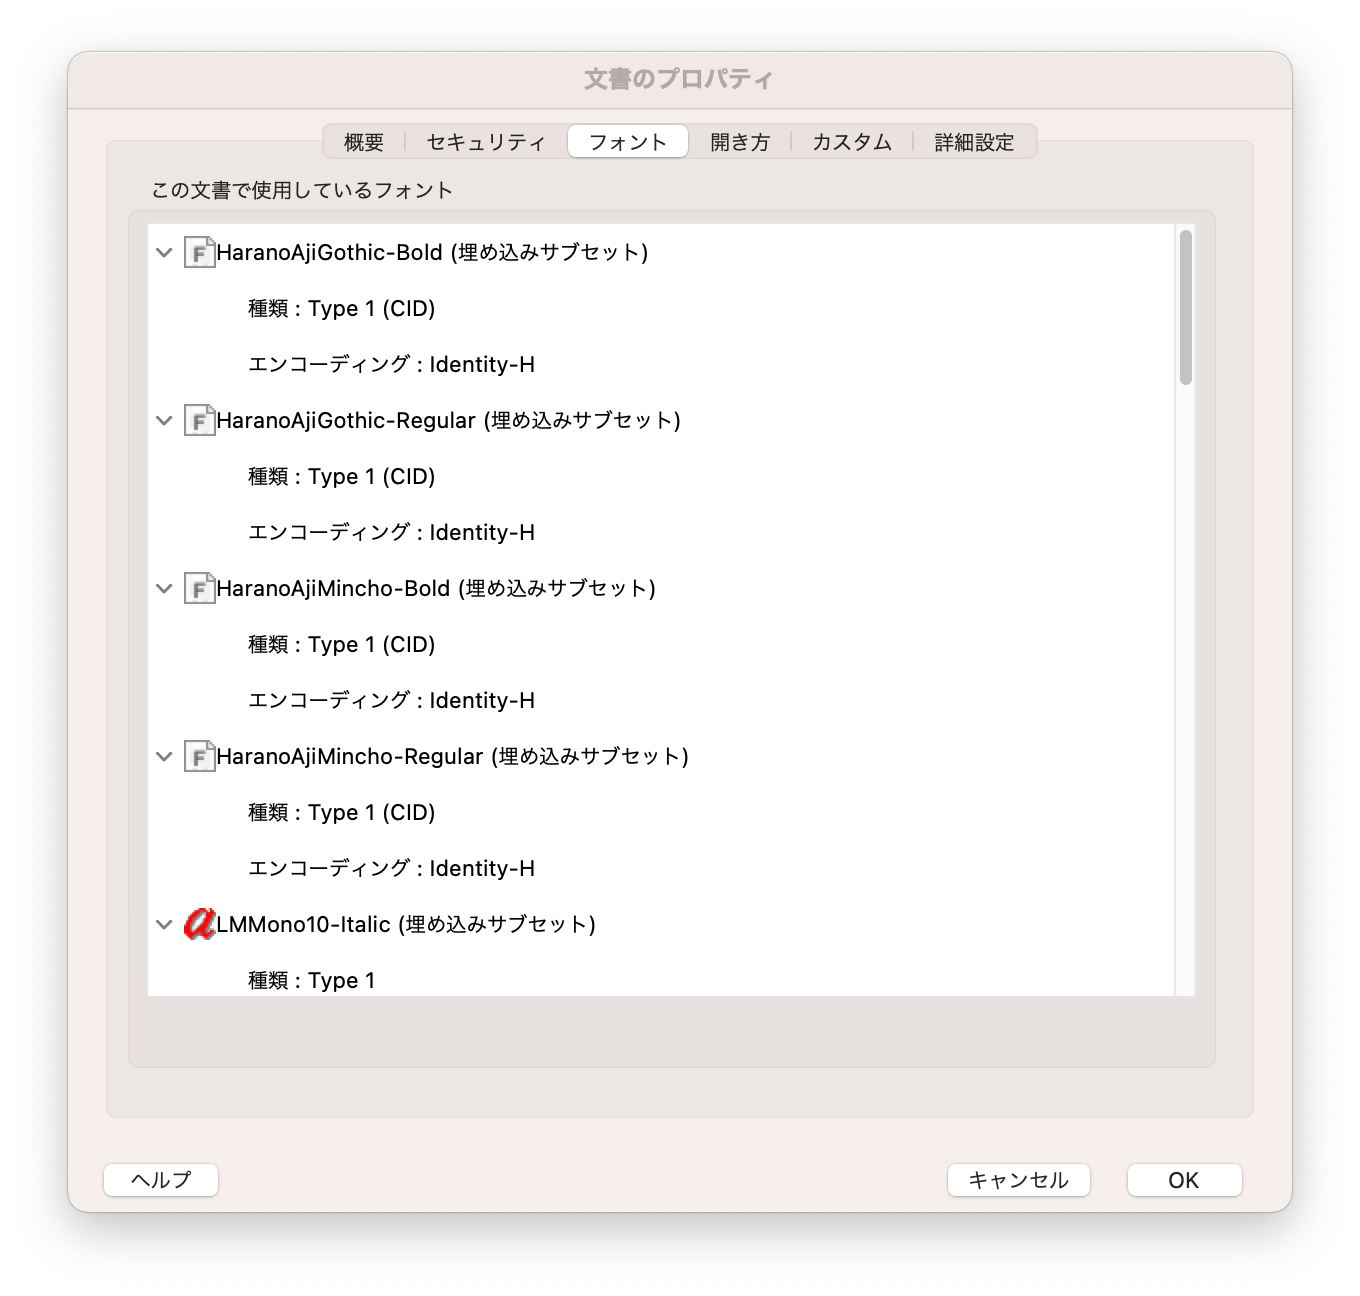 文書のプロパティ
概要 セキュリティ フォント 開き方 カスタム 詳細設定
この文書で使用しているフォント
HaranoAjiGothic-Bold (埋め込みサブセット)
種類 : Type 1 (CID)
エンコーディング : Identity-H
HaranoAjiGothic-Regular (埋め込みサブセット)
種類 : Type 1 (CID)
エンコーディング : Identity-H
HaranoAjiMincho-Bold (埋め込みサブセット)
種類 : Type 1 (CID)
エンコーディング : Identity-H
HaranoAjiMincho-Regular (埋め込みサブセット)
種類 : Type 1 (CID)
エンコーディング : Identity-H
LMMono10-Italic (埋め込みサブセット)
種類 : Type 1
ヘルプ キャンセル OK